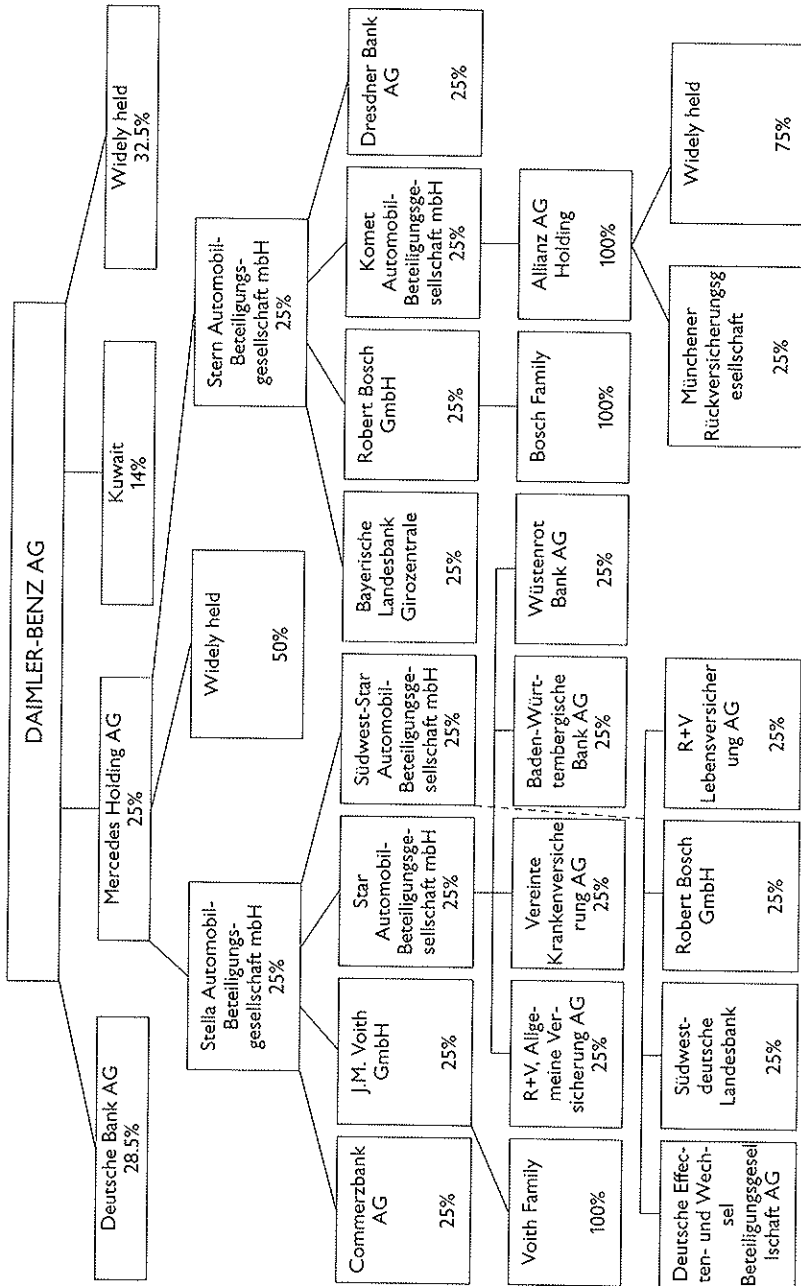 DAIMLER-BENZ AG
Deutsche Bank AG
28.5%
Mercedes Holding AG
25%
Kuwait
14%
Widely held
32.5%
Stella Automobil-
Beteiligungs-
gesellschaft mbH
25%
Widely held
50%
Stern Automobil-
Beteiligungs-
gesellschaft mbH
25%
Commerzbank
AG
25%
J.M. Voith
GmbH
25%
Star
Automobil-
Beteiligungsge-
sellschaft mbH
25%
Südwest-Star
Automobil-
Beteiligungsge-
sellschaft mbH
25%
Bayerische
Landesbank
Girozentrale
25%
Robert Bosch
GmbH
25%
Komet
Automobil-
Beteiligungsge-
sellschaft mbH
25%
Dresdner Bank
AG
25%
Voith Family
100%
R+V, Allge-
meine Ver-
sicherung AG
25%
Vereinte
Krankenversiche
rung AG
25%
Baden-Würt-
tembergische
Bank AG
25%
Wüstenrot
Bank AG
25%
Bosch Family
100%
Allianz AG
Holding
100%
Deutsche Effec-
ten- und Wech-
sel
Beteiligungsgesel
lschaft AG
Südwest-
deutsche
Landesbank
25%
Robert Bosch
GmbH
25%
R+V
Lebensversicher
ung AG
25%
Münchener
Rückversicherungsg
esellschaft
25%
Widely held
75%